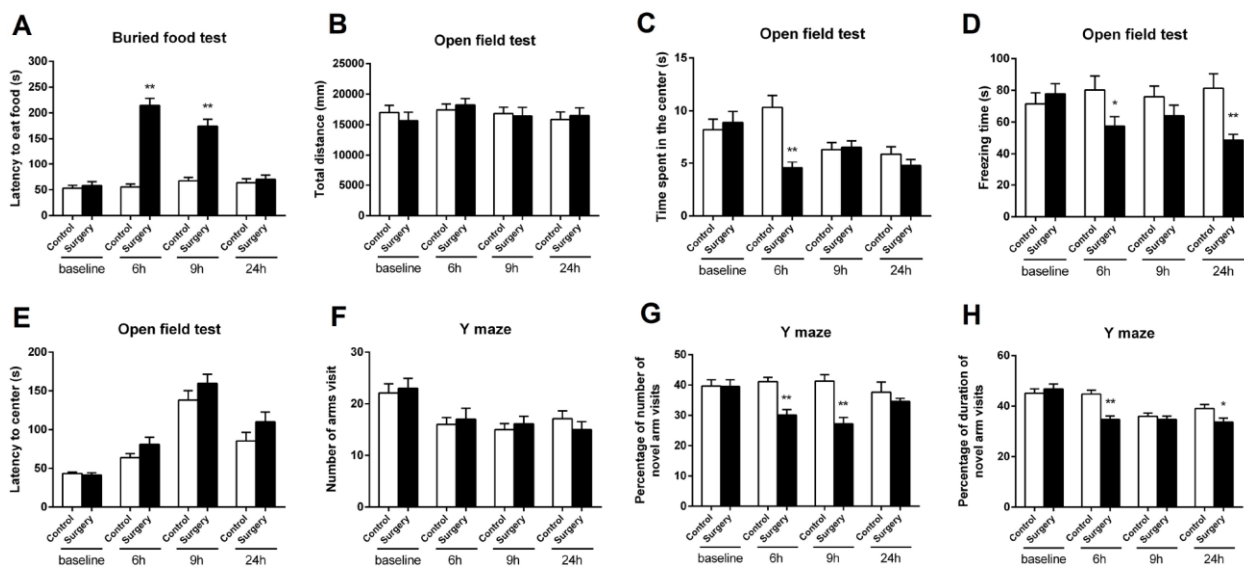 A
Buried food test
Latency to eat food (s)
250
200
150
100
50
0
**
**
Control
Surgery
Control
Surgery
Control
Surgery
Control
Surgery
baseline
6h
9h
24h
B
Open field test
Total distance (mm)
25000
20000
15000
10000
5000
0
Control
Surgery
Control
Surgery
Control
Surgery
Control
Surgery
baseline
6h
9h
24h
C
Open field test
Time spent in the center (s)
15
10
5
0
**
Control
Surgery
Control
Surgery
Control
Surgery
Control
Surgery
baseline
6h
9h
24h
D
Open field test
Freezing time (s)
100
80
60
40
20
0
*
**
Control
Surgery
Control
Surgery
Control
Surgery
Control
Surgery
baseline
6h
9h
24h
E
Open field test
Latency to center (s)
200
150
100
50
0
Control
Surgery
Control
Surgery
Control
Surgery
Control
Surgery
baseline
6h
9h
24h
F
Y maze
Number of arms visit
30
20
10
0
Control
Surgery
Control
Surgery
Control
Surgery
Control
Surgery
baseline
6h
9h
24h
G
Y maze
Percentage of number of
novel arm visits
50
40
30
20
10
0
**
**
Control
Surgery
Control
Surgery
Control
Surgery
Control
Surgery
baseline
6h
9h
24h
H
Y maze
Percentage of duration of
novel arm visits
60
40
20
0
**
*
Control
Surgery
Control
Surgery
Control
Surgery
Control
Surgery
baseline
6h
9h
24h